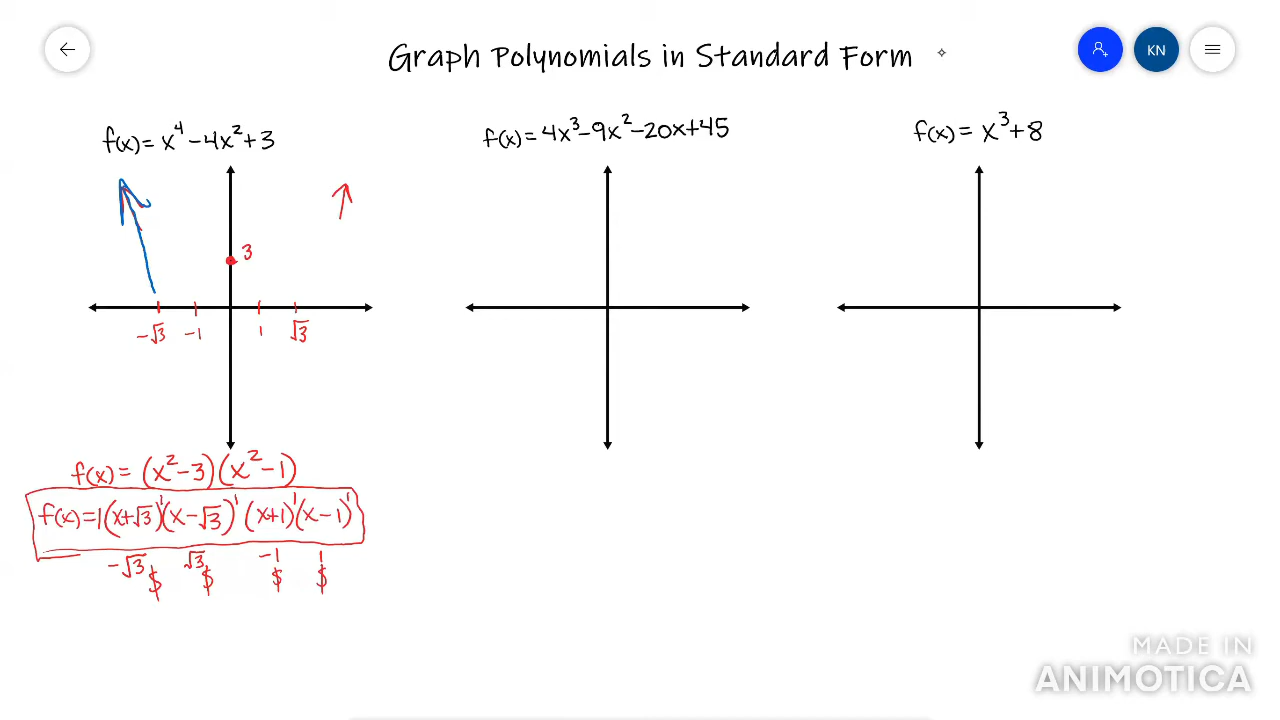 Graph Polynomials in Standard Form
KN
f(x) = x⁴ - 4x² + 3
3
-√3 -1 1 √3
f(x) = (x² - 3)(x² - 1)
f(x) = 1(x+√3)¹(x-√3)¹(x+1)¹(x-1)¹
-√3 √3 -1 1
$ $ $ $
f(x) = 4x³ - 9x² - 20x + 45
f(x) = x³ + 8
MADE IN
ANIMOTICA